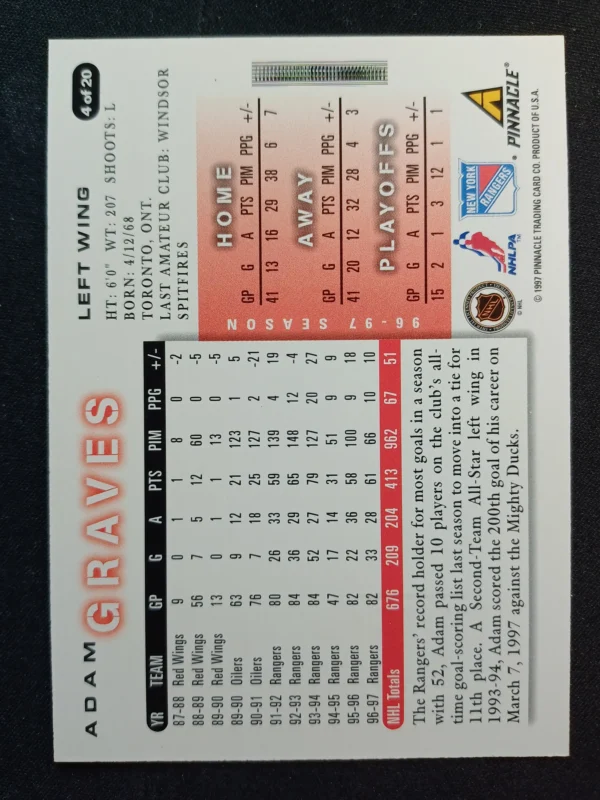 ADAM
GRAVES
LEFT WING
4 of 20
HT: 6'0" WT: 207 SHOOTS: L
BORN: 4/12/68
TORONTO, ONT.
LAST AMATEUR CLUB: WINDSOR
SPITFIRES
YR TEAM GP G A PTS PIM PPG +/-
87-88 Red Wings 9 0 1 1 8 0 -2
88-89 Red Wings 56 7 5 12 60 0 -5
89-90 Red Wings 13 0 1 1 13 0 -5
89-90 Oilers 63 9 12 21 123 1 5
90-91 Oilers 76 7 18 25 127 2 -21
91-92 Rangers 80 26 33 59 139 4 19
92-93 Rangers 84 36 29 65 148 12 -4
93-94 Rangers 84 52 27 79 127 20 27
94-95 Rangers 47 17 14 31 51 9 9
95-96 Rangers 82 22 36 58 100 9 18
96-97 Rangers 82 33 28 61 66 10 10
NHL Totals 676 209 204 413 962 67 51
The Rangers' record holder for most goals in a season
with 52, Adam passed 10 players on the club's all-
time goal-scoring list last season to move into a tie for
11th place. A Second-Team All-Star left wing in
1993-94, Adam scored the 200th goal of his career on
March 7, 1997 against the Mighty Ducks.
96-97 SEASON
HOME
GP G A PTS PIM PPG +/-
41 13 16 29 38 6 7
AWAY
GP G A PTS PIM PPG +/-
41 20 12 32 28 4 3
PLAYOFFS
GP G A PTS PIM PPG +/-
15 2 1 3 12 1 1
NHL
© NHL
NHLPA™
NEW YORK
RANGERS
PINNACLE®
© 1997 PINNACLE TRADING CARD CO. PRODUCT OF U.S.A.